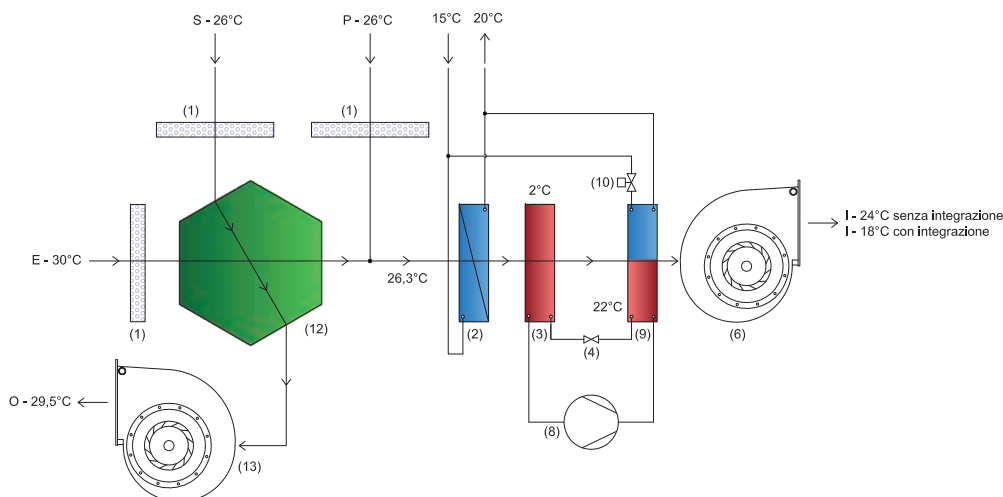 S - 26°C
P - 26°C
15°C
20°C
(1)
(1)
(10)
2°C
I - 24°C senza integrazione
I - 18°C con integrazione
E - 30°C
26,3°C
22°C
(1)
(12)
(2)
(3)
(4)
(9)
(6)
O - 29,5°C
(8)
(13)